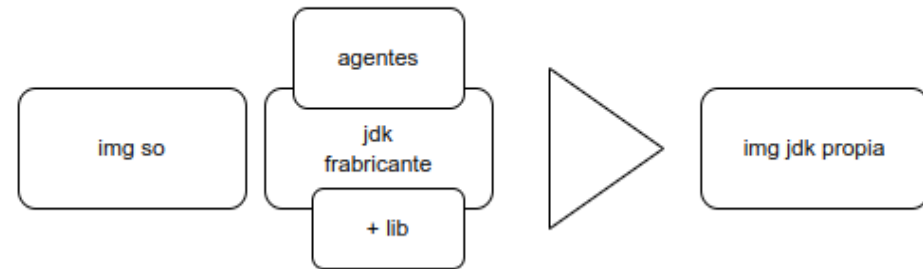 agentes
img so
jdk
frabricante
+ lib
img jdk propia